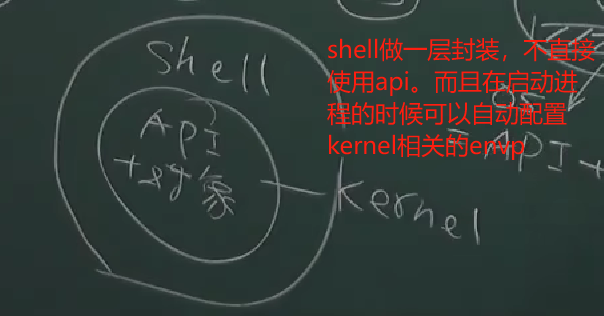 Shell
API
+对象
kernel
shell做一层封装，不直接
使用api。而且在启动进
程的时候可以自动配置
kernel相关的envp
OS
= API +